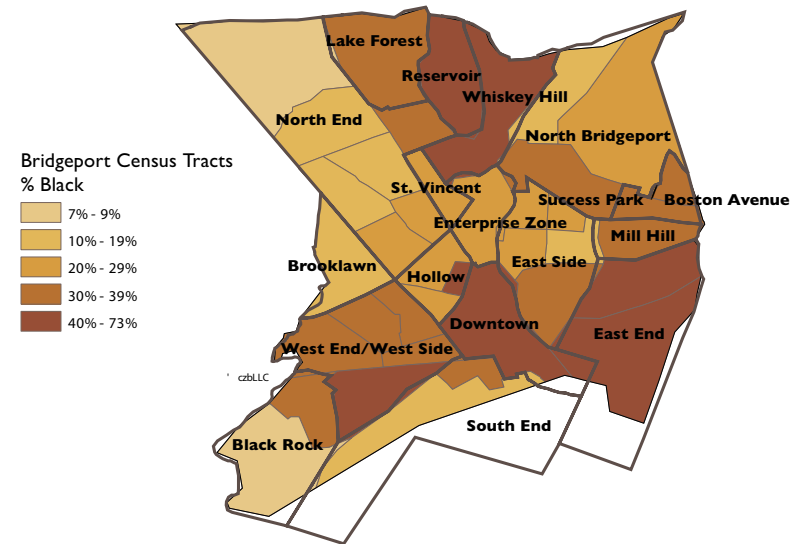 Lake Forest
Reservoir
Whiskey Hill
North End
North Bridgeport
Bridgeport Census Tracts
% Black
7% - 9%
10% - 19%
20% - 29%
30% - 39%
40% - 73%
St. Vincent
Success Park
Boston Avenue
Enterprise Zone
Mill Hill
Brooklawn
East Side
Hollow
Downtown
East End
West End/West Side
czbLLC
South End
Black Rock